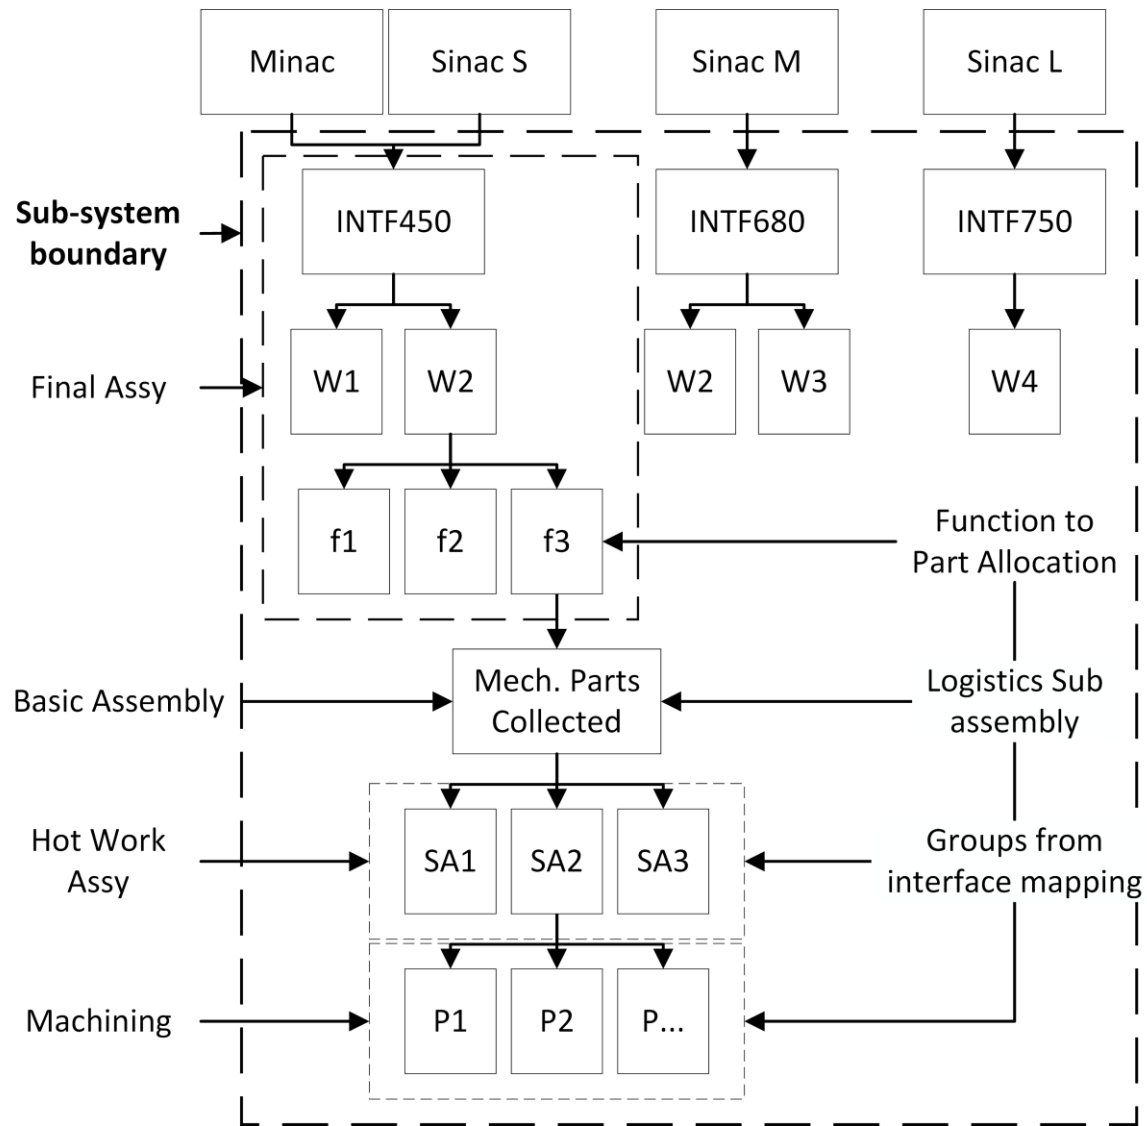 Minac
Sinac S
Sinac M
Sinac L
Sub-system
boundary
INTF450
INTF680
INTF750
Final Assy
W1
W2
W2
W3
W4
f1
f2
f3
Function to
Part Allocation
Basic Assembly
Mech. Parts
Collected
Logistics Sub
assembly
Hot Work
Assy
SA1
SA2
SA3
Groups from
interface mapping
Machining
P1
P2
P...